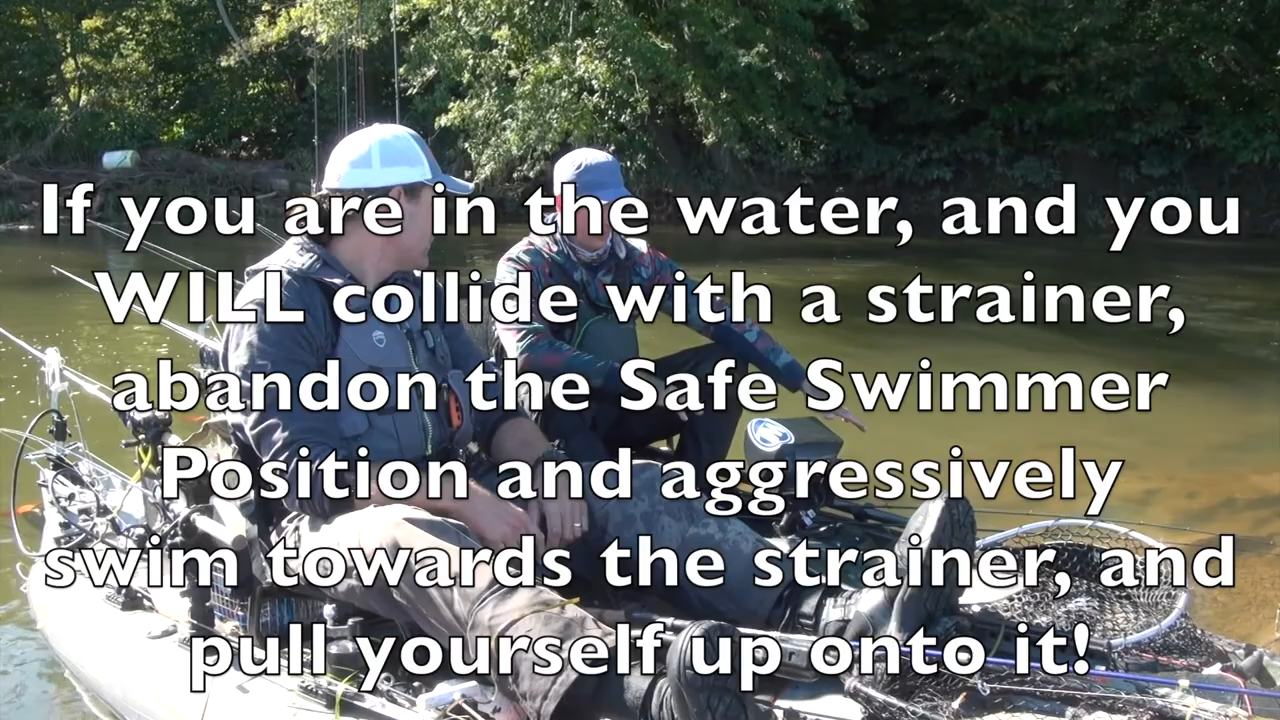 If you are in the water, and you
WILL collide with a strainer,
abandon the Safe Swimmer
Position and aggressively
swim towards the strainer, and
pull yourself up onto it!